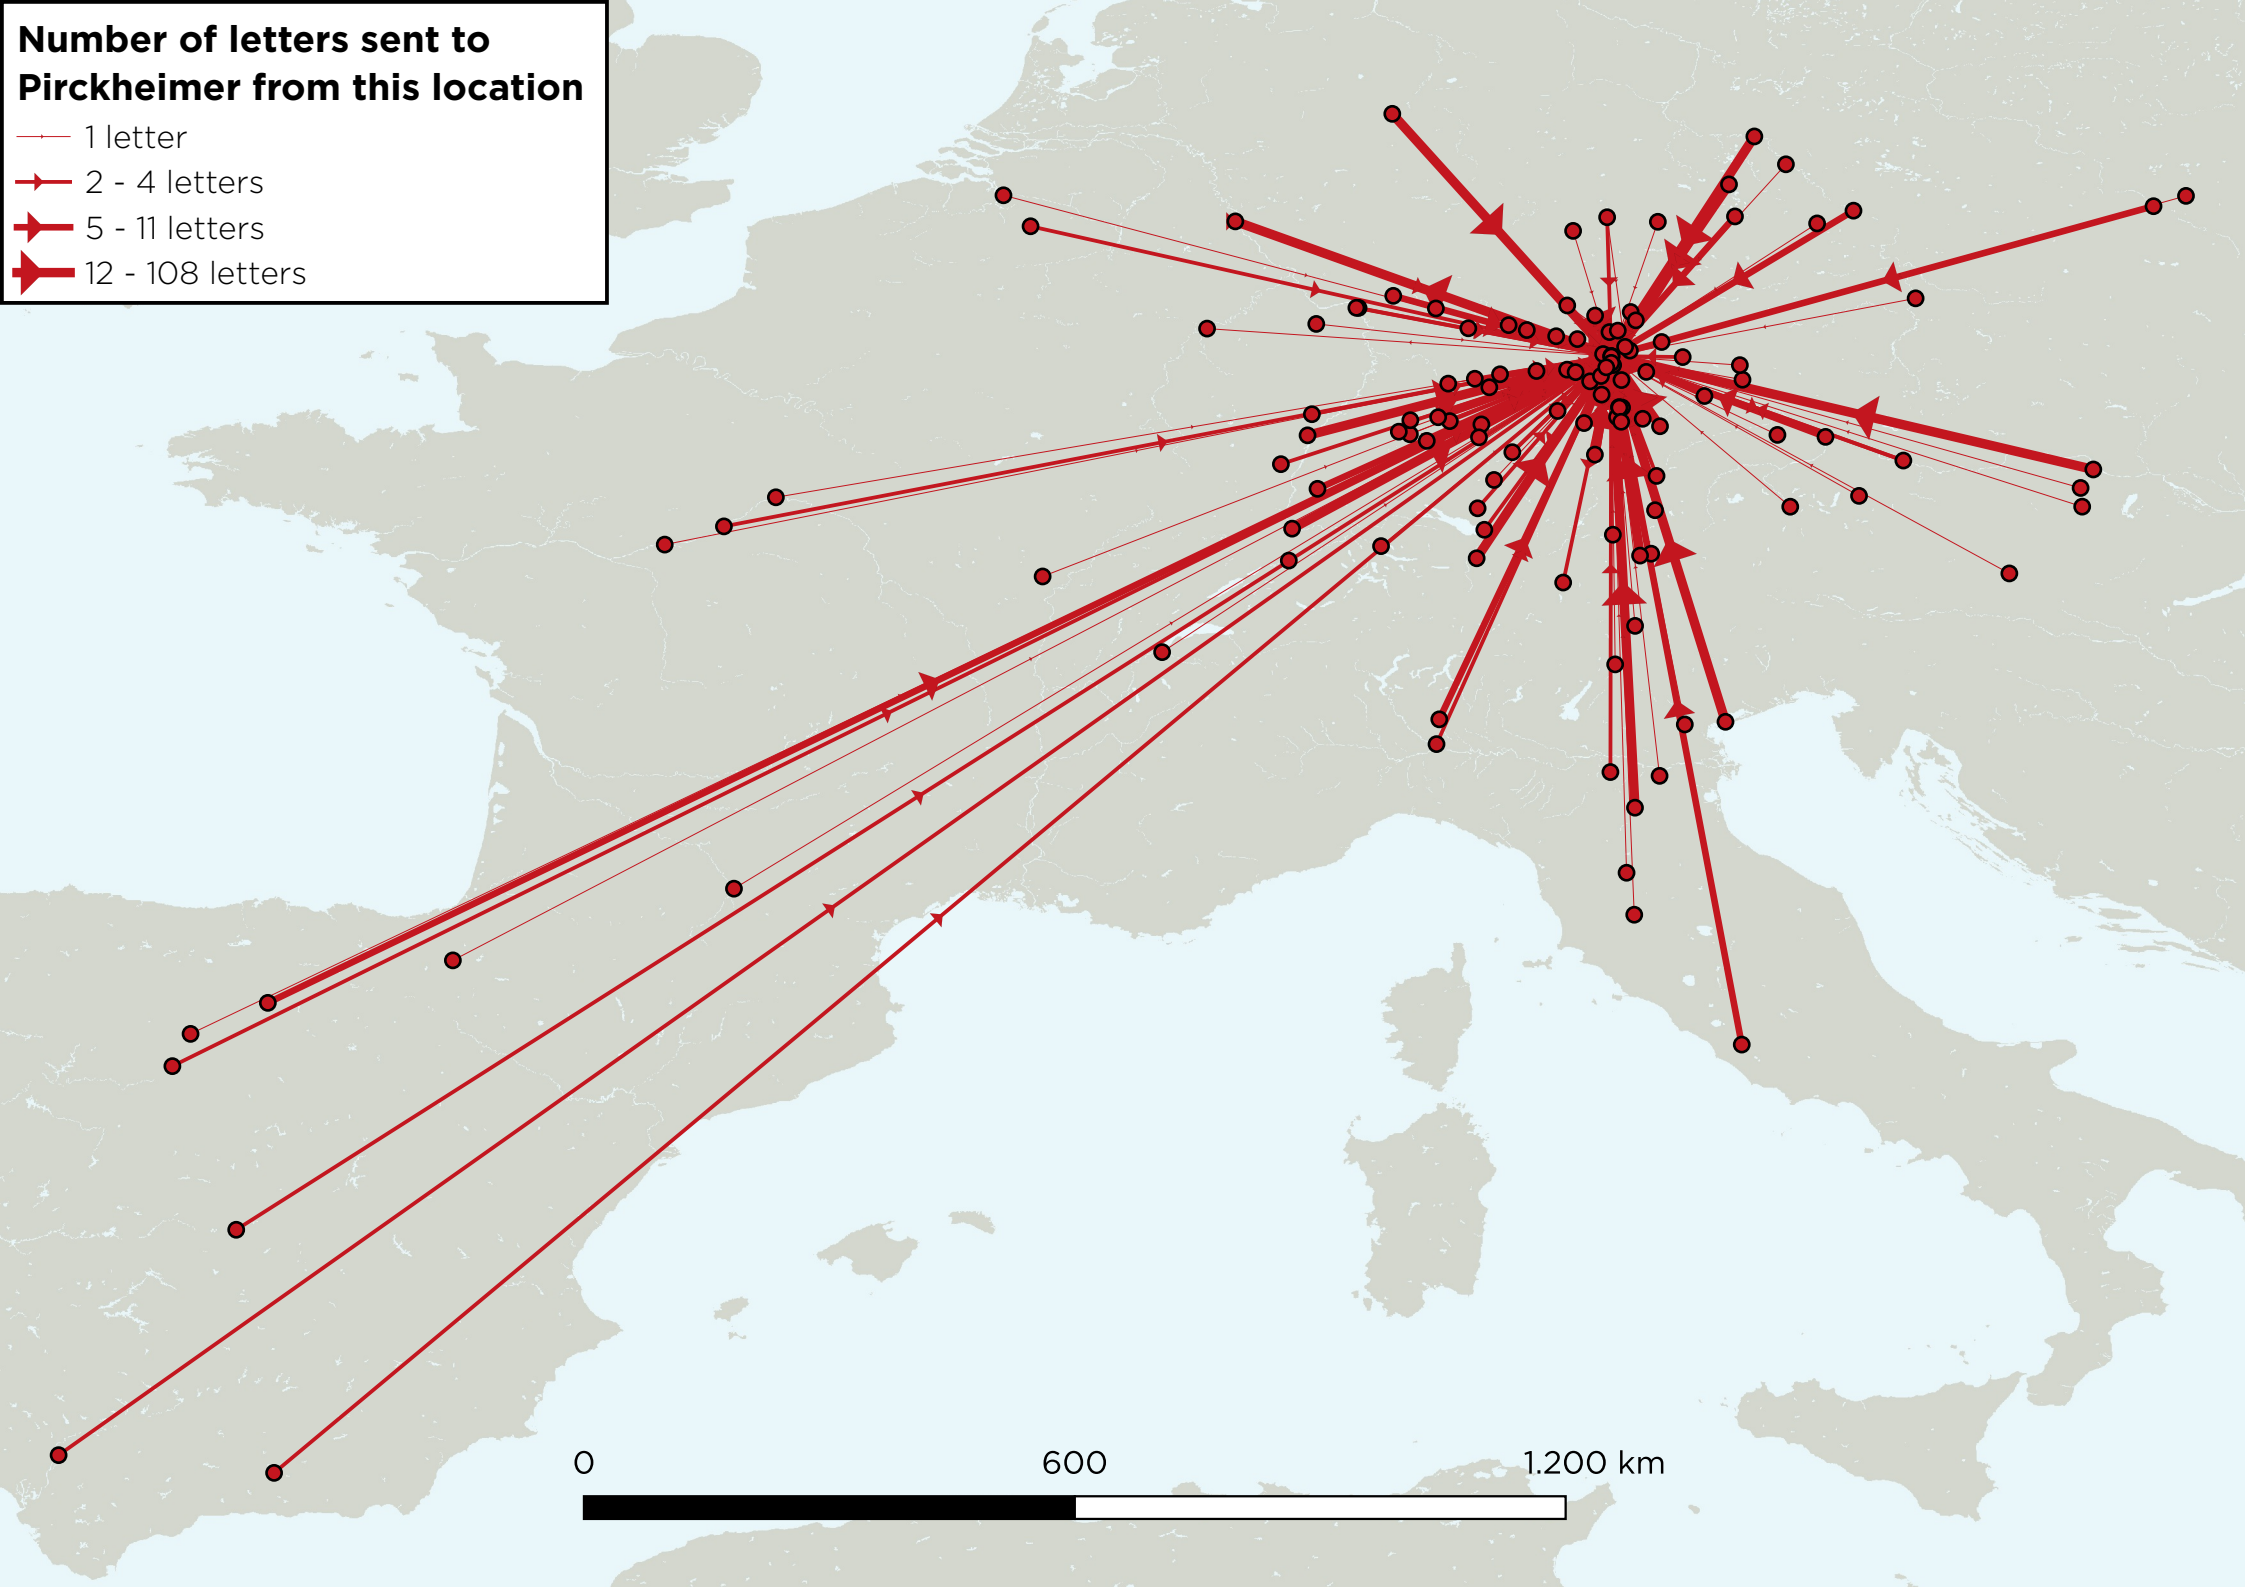 Number of letters sent to
Pirckheimer from this location
1 letter
2 - 4 letters
5 - 11 letters
12 - 108 letters
0 600 1.200 km